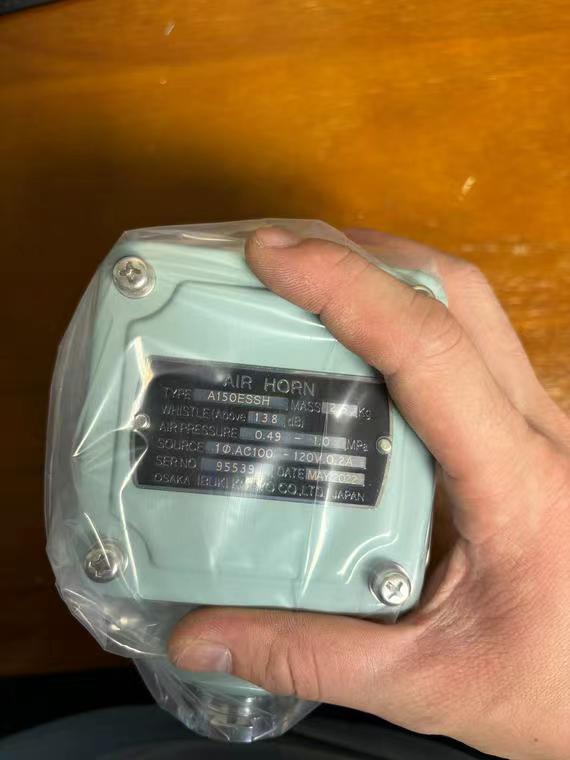 AIR HORN
TYPE A150ESSH MASS Kg
WHISTLE (Above 138 dB)
AIR PRESSURE 0.49 - 1.0 MPa
SOURCE 1Φ.AC100 - 120V.0.2A
SER NO 95539 DATE MAY.2022
OSAKA IBUKI CO.,LTD. JAPAN